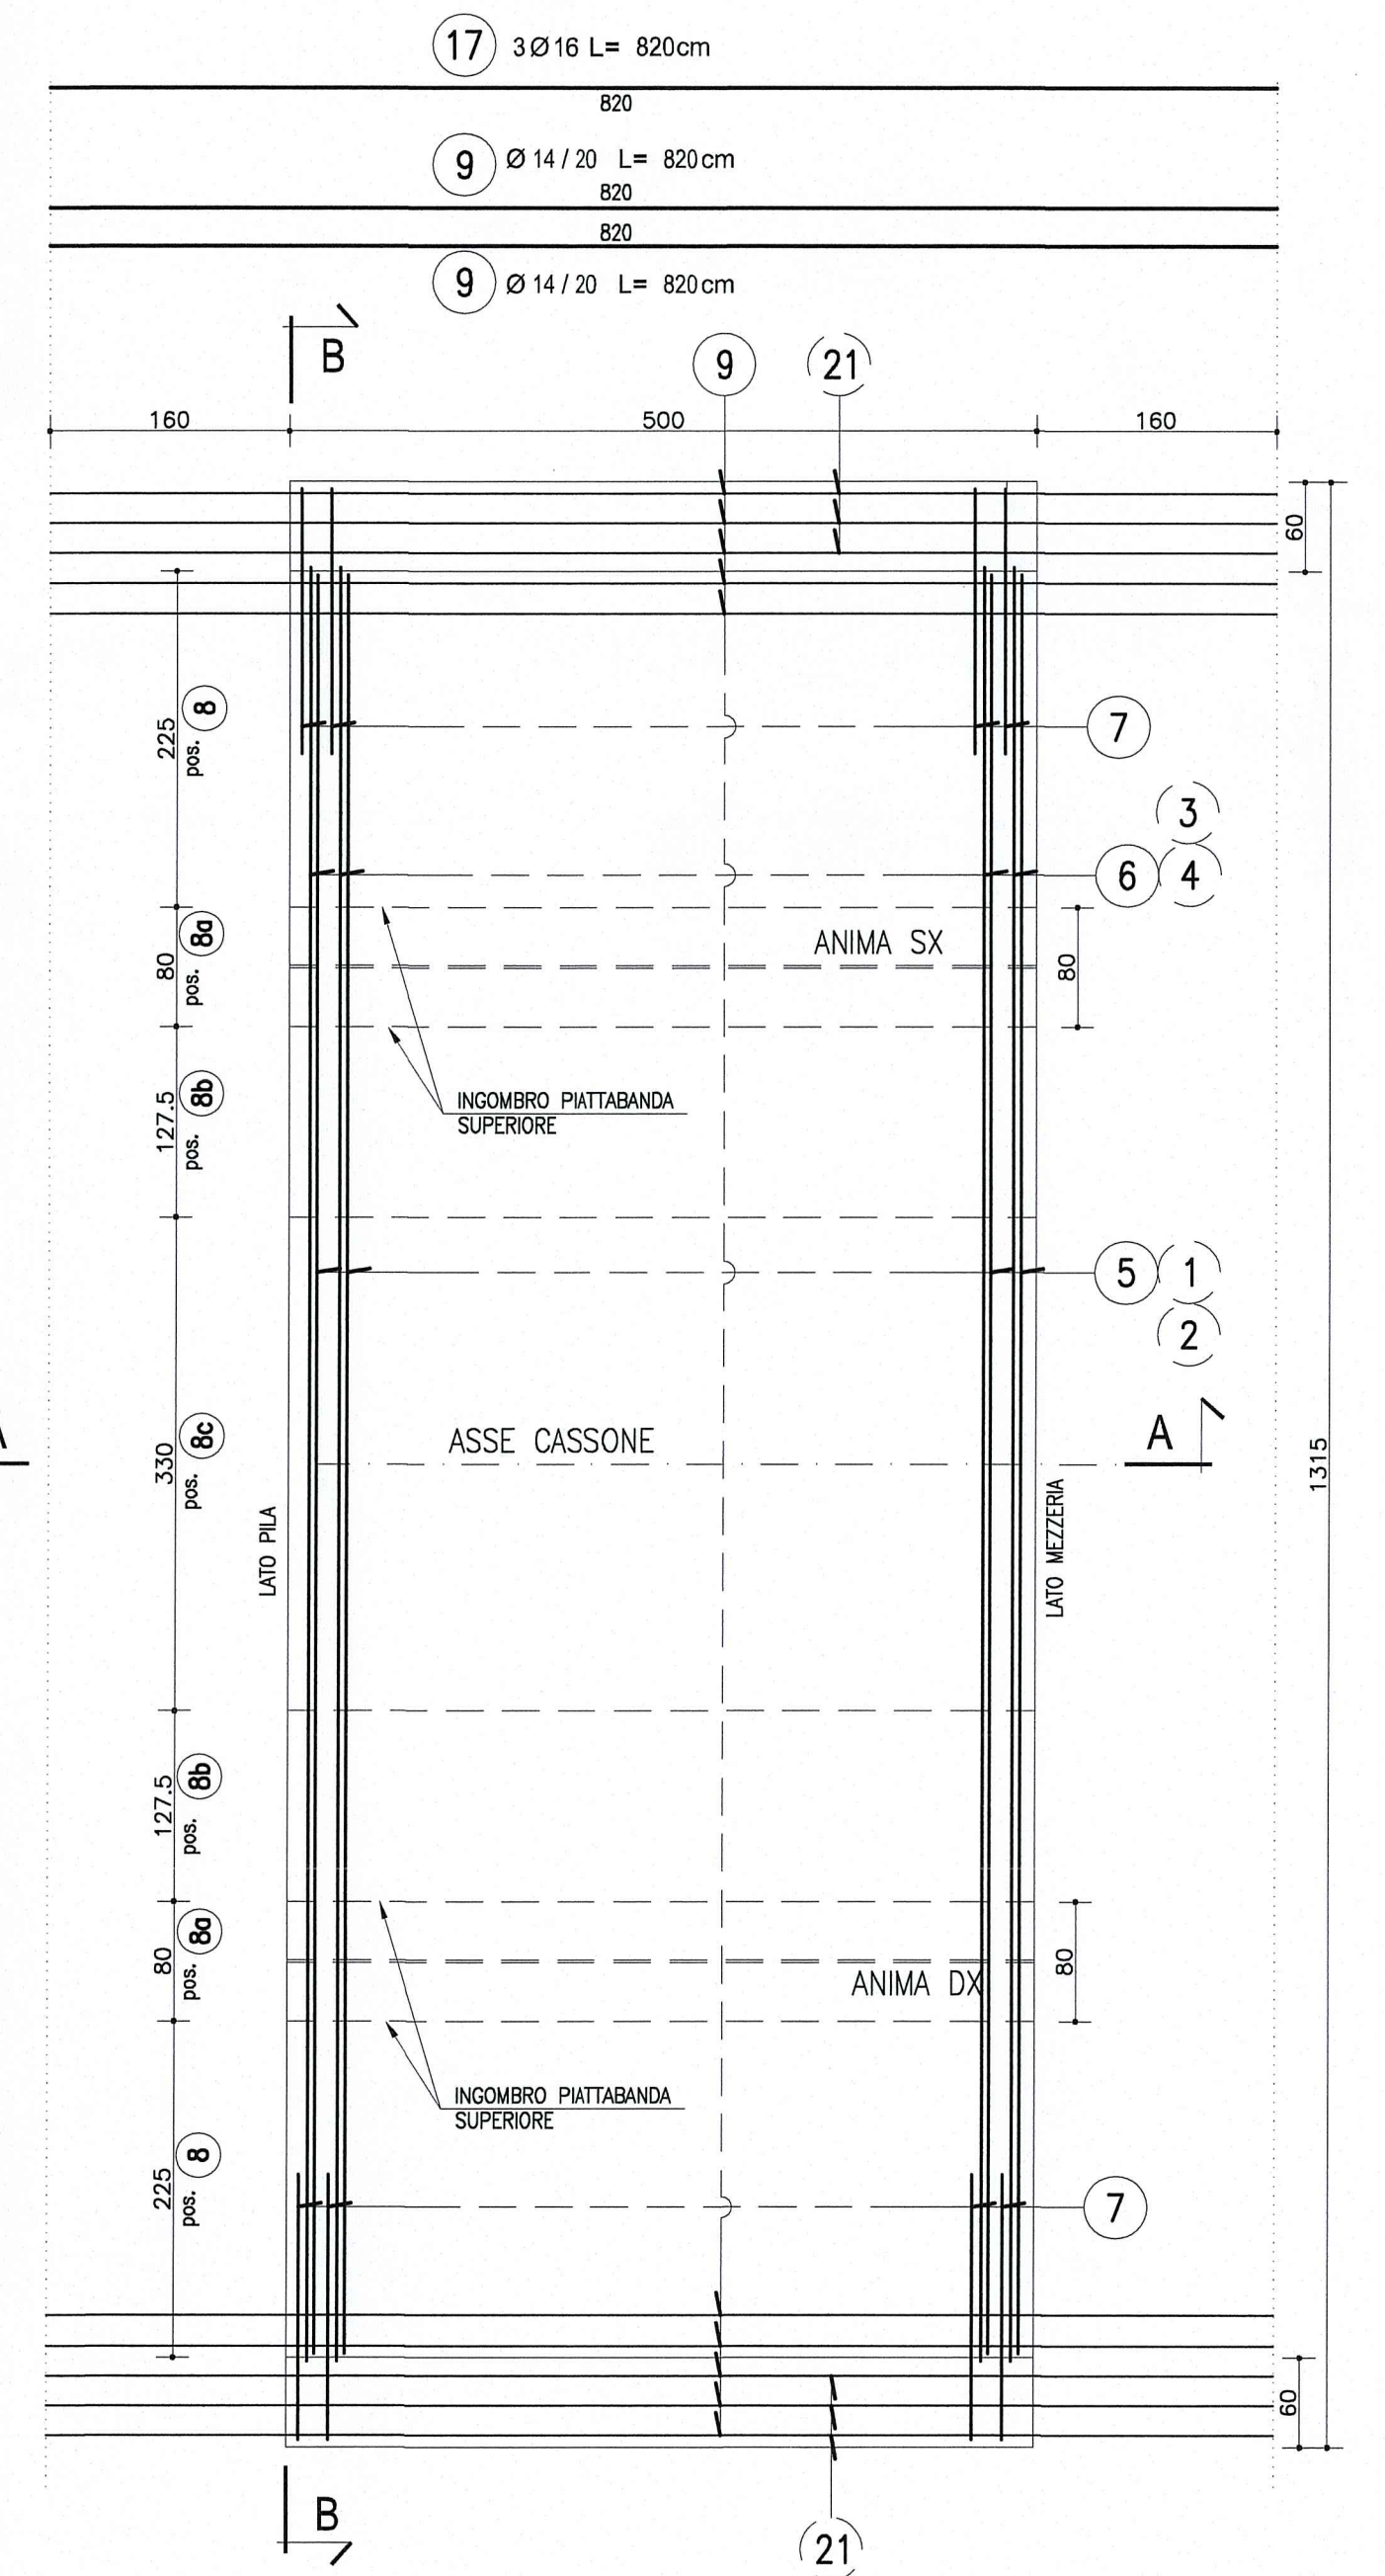 17 3Ø16 L= 820cm
820
9 Ø14/20 L= 820cm
820
820
9 Ø14/20 L= 820cm
B
9
21
160
500
160
60
225
pos. 8
7
3
6
4
80
pos. 8a
ANIMA SX
80
127.5
pos. 8b
INGOMBRO PIATTABANDA
SUPERIORE
5
1
2
330
pos. 8c
ASSE CASSONE
A
1315
LATO PILA
LATO MEZZERIA
127.5
pos. 8b
80
pos. 8a
ANIMA DX
80
INGOMBRO PIATTABANDA
SUPERIORE
225
pos. 8
7
60
B
21